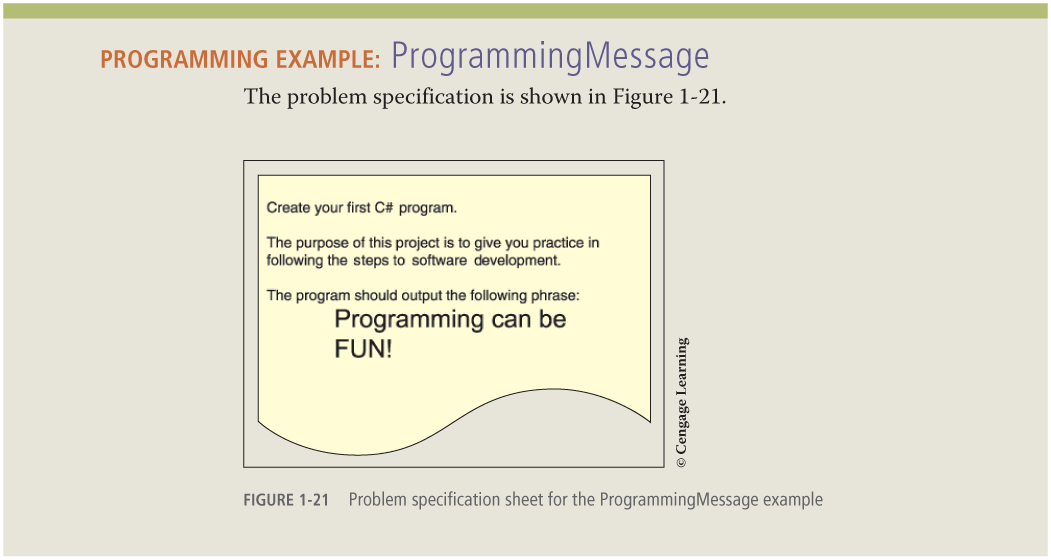 PROGRAMMING EXAMPLE: ProgrammingMessage
The problem specification is shown in Figure 1-21.
Create your first C# program.
The purpose of this project is to give you practice in
following the steps to software development.
The program should output the following phrase:
Programming can be
FUN!
© Cengage Learning
FIGURE 1-21 Problem specification sheet for the ProgrammingMessage example